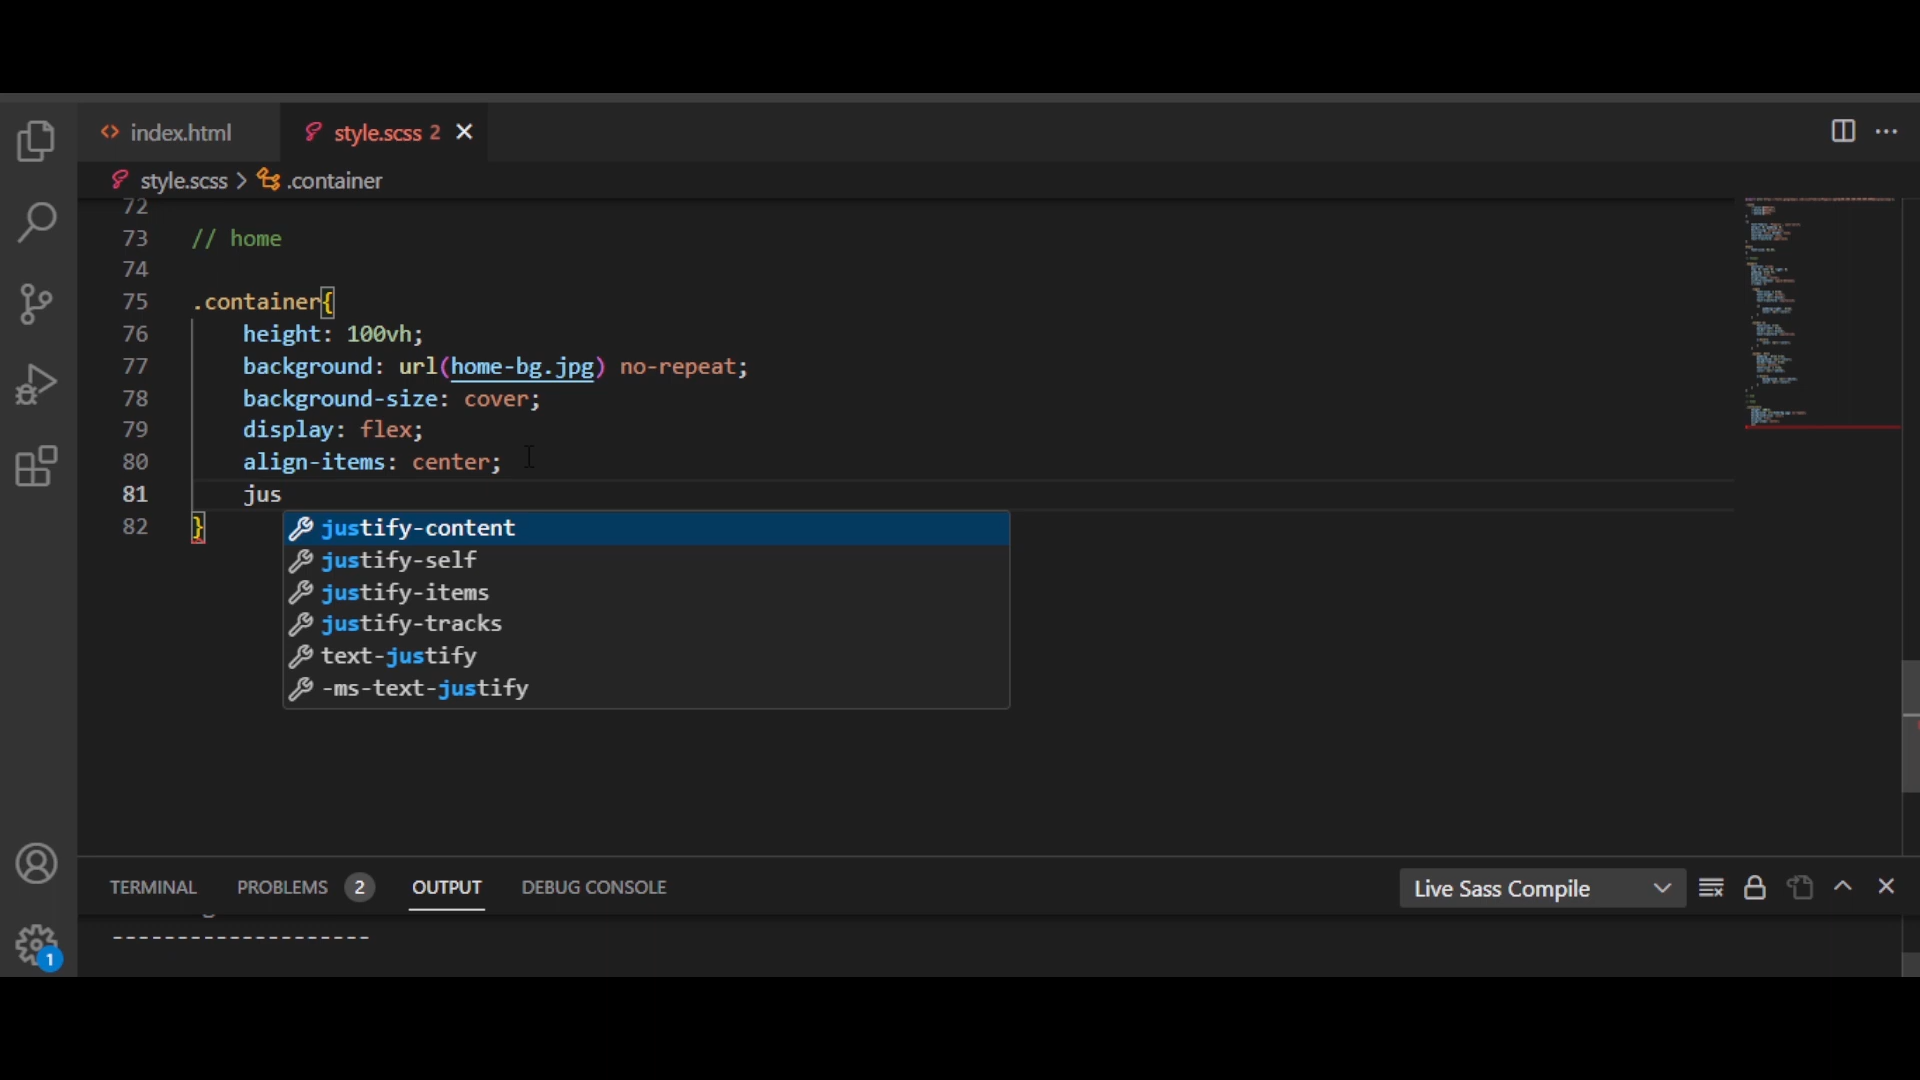 index.html
style.scss 2
style.scss > .container
72
73 // home
74
75 .container{
76 height: 100vh;
77 background: url(home-bg.jpg) no-repeat;
78 background-size: cover;
79 display: flex;
80 align-items: center;
81 jus
82 }
justify-content
justify-self
justify-items
justify-tracks
text-justify
-ms-text-justify
TERMINAL PROBLEMS 2 OUTPUT DEBUG CONSOLE
Live Sass Compile
--------------------
1